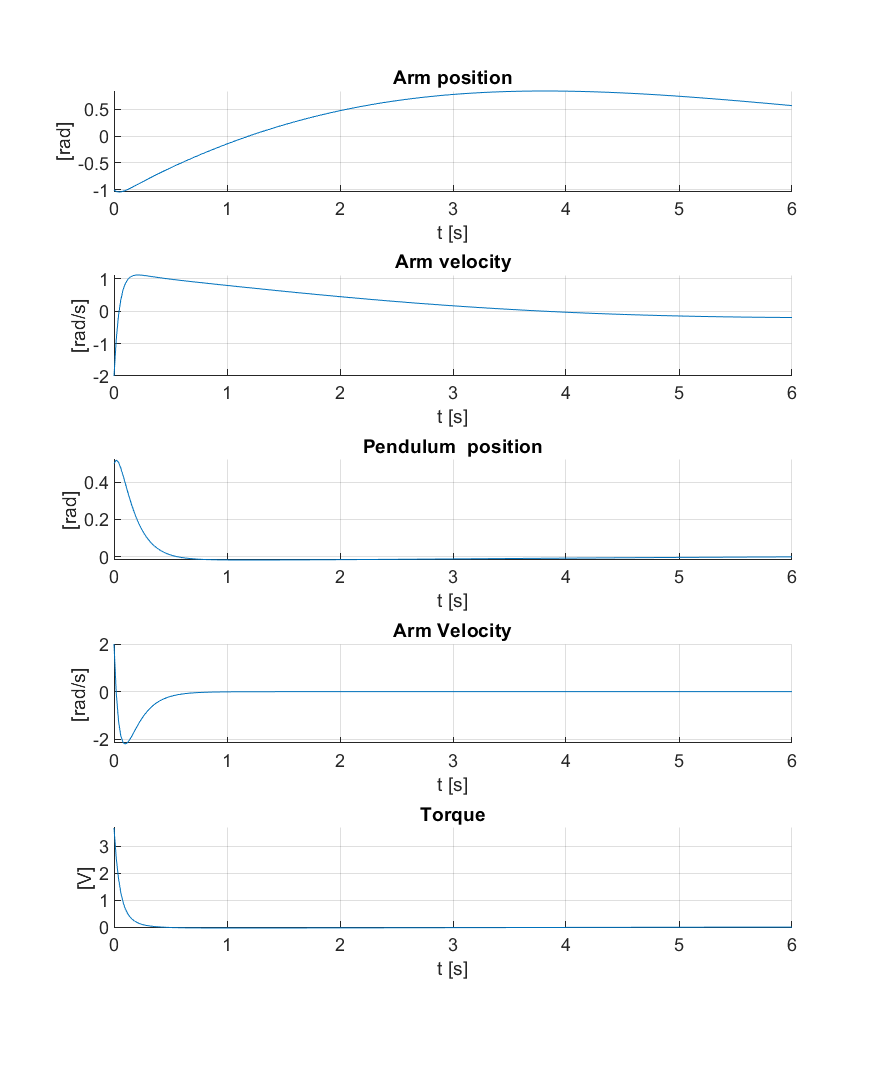 Arm position
[rad]
0.5
0
-0.5
-1
0 1 2 3 4 5 6
t [s]
Arm velocity
[rad/s]
1
0
-1
-2
0 1 2 3 4 5 6
t [s]
Pendulum  position
[rad]
0.4
0.2
0
0 1 2 3 4 5 6
t [s]
Arm Velocity
[rad/s]
2
0
-2
0 1 2 3 4 5 6
t [s]
Torque
[V]
3
2
1
0
0 1 2 3 4 5 6
t [s]